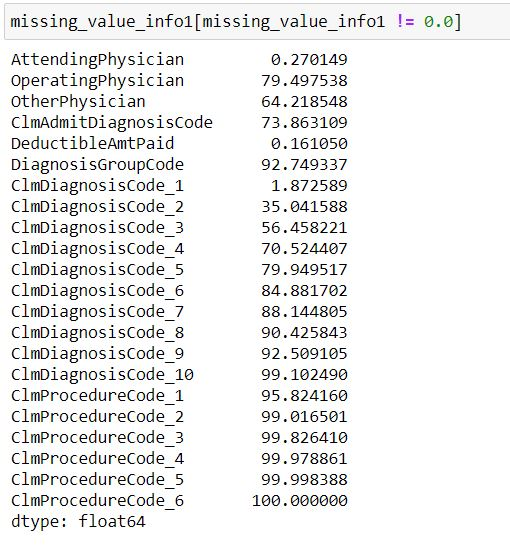 missing_value_info1[missing_value_info1 != 0.0]
AttendingPhysician 0.270149
OperatingPhysician 79.497538
OtherPhysician 64.218548
ClmAdmitDiagnosisCode 73.863109
DeductibleAmtPaid 0.161050
DiagnosisGroupCode 92.749337
ClmDiagnosisCode_1 1.872589
ClmDiagnosisCode_2 35.041588
ClmDiagnosisCode_3 56.458221
ClmDiagnosisCode_4 70.524407
ClmDiagnosisCode_5 79.949517
ClmDiagnosisCode_6 84.881702
ClmDiagnosisCode_7 88.144805
ClmDiagnosisCode_8 90.425843
ClmDiagnosisCode_9 92.509105
ClmDiagnosisCode_10 99.102490
ClmProcedureCode_1 95.824160
ClmProcedureCode_2 99.016501
ClmProcedureCode_3 99.826410
ClmProcedureCode_4 99.978861
ClmProcedureCode_5 99.998388
ClmProcedureCode_6 100.000000
dtype: float64